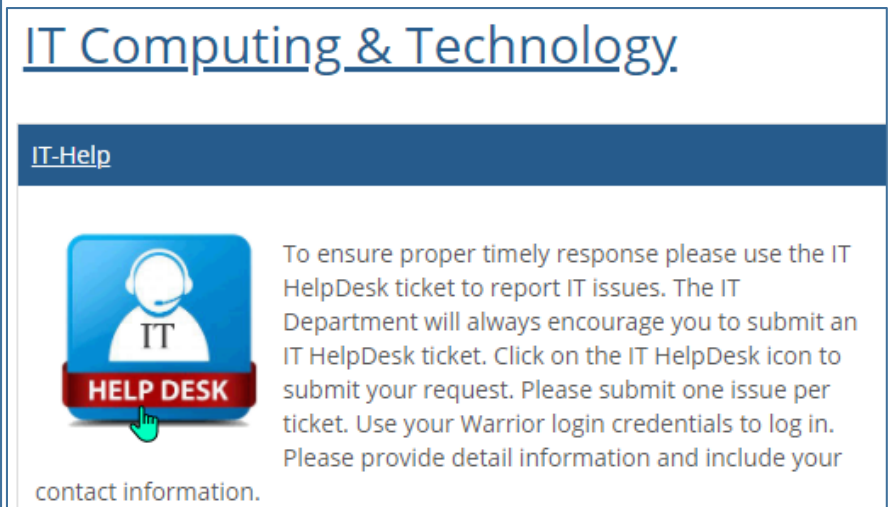 IT Computing & Technology
IT-Help
IT
HELP DESK
To ensure proper timely response please use the IT
HelpDesk ticket to report IT issues. The IT
Department will always encourage you to submit an
IT HelpDesk ticket. Click on the IT HelpDesk icon to
submit your request. Please submit one issue per
ticket. Use your Warrior login credentials to log in.
Please provide detail information and include your
contact information.